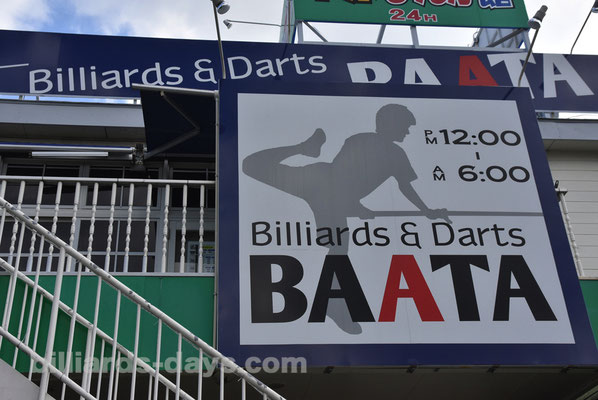 24H
Billiards & Darts BAATA
PM 12:00
-
AM 6:00
Billiards & Darts
BAATA
billiards-days.com